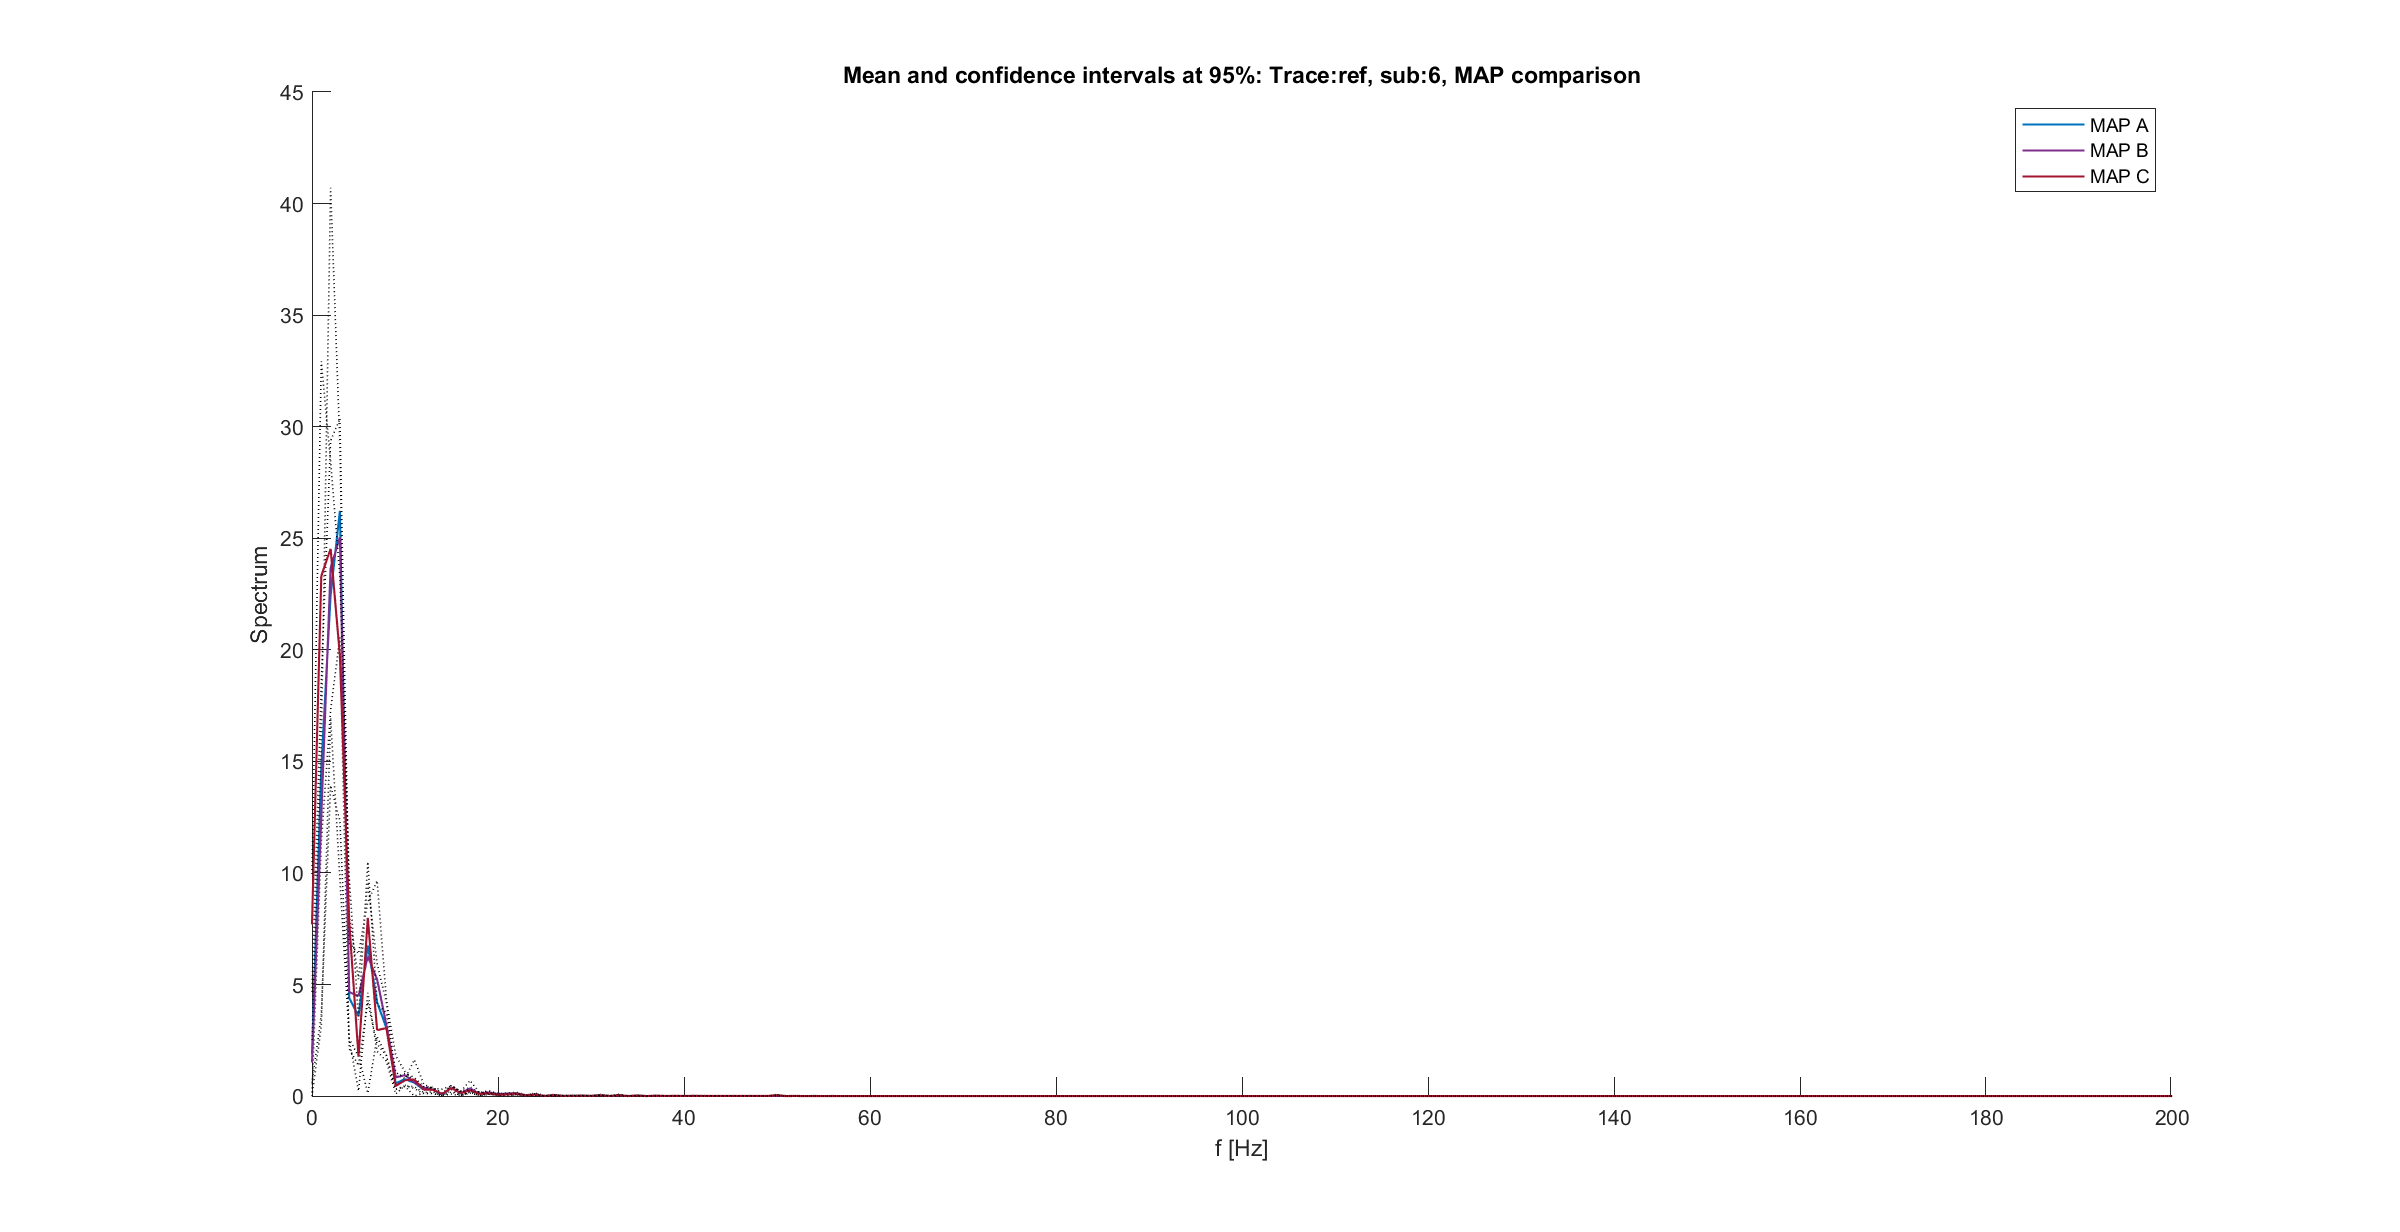 Mean and confidence intervals at 95%: Trace:ref, sub:6, MAP comparison
45
40
35
30
25
20
15
10
5
0
Spectrum
MAP A
MAP B
MAP C
0 20 40 60 80 100 120 140 160 180 200
f [Hz]